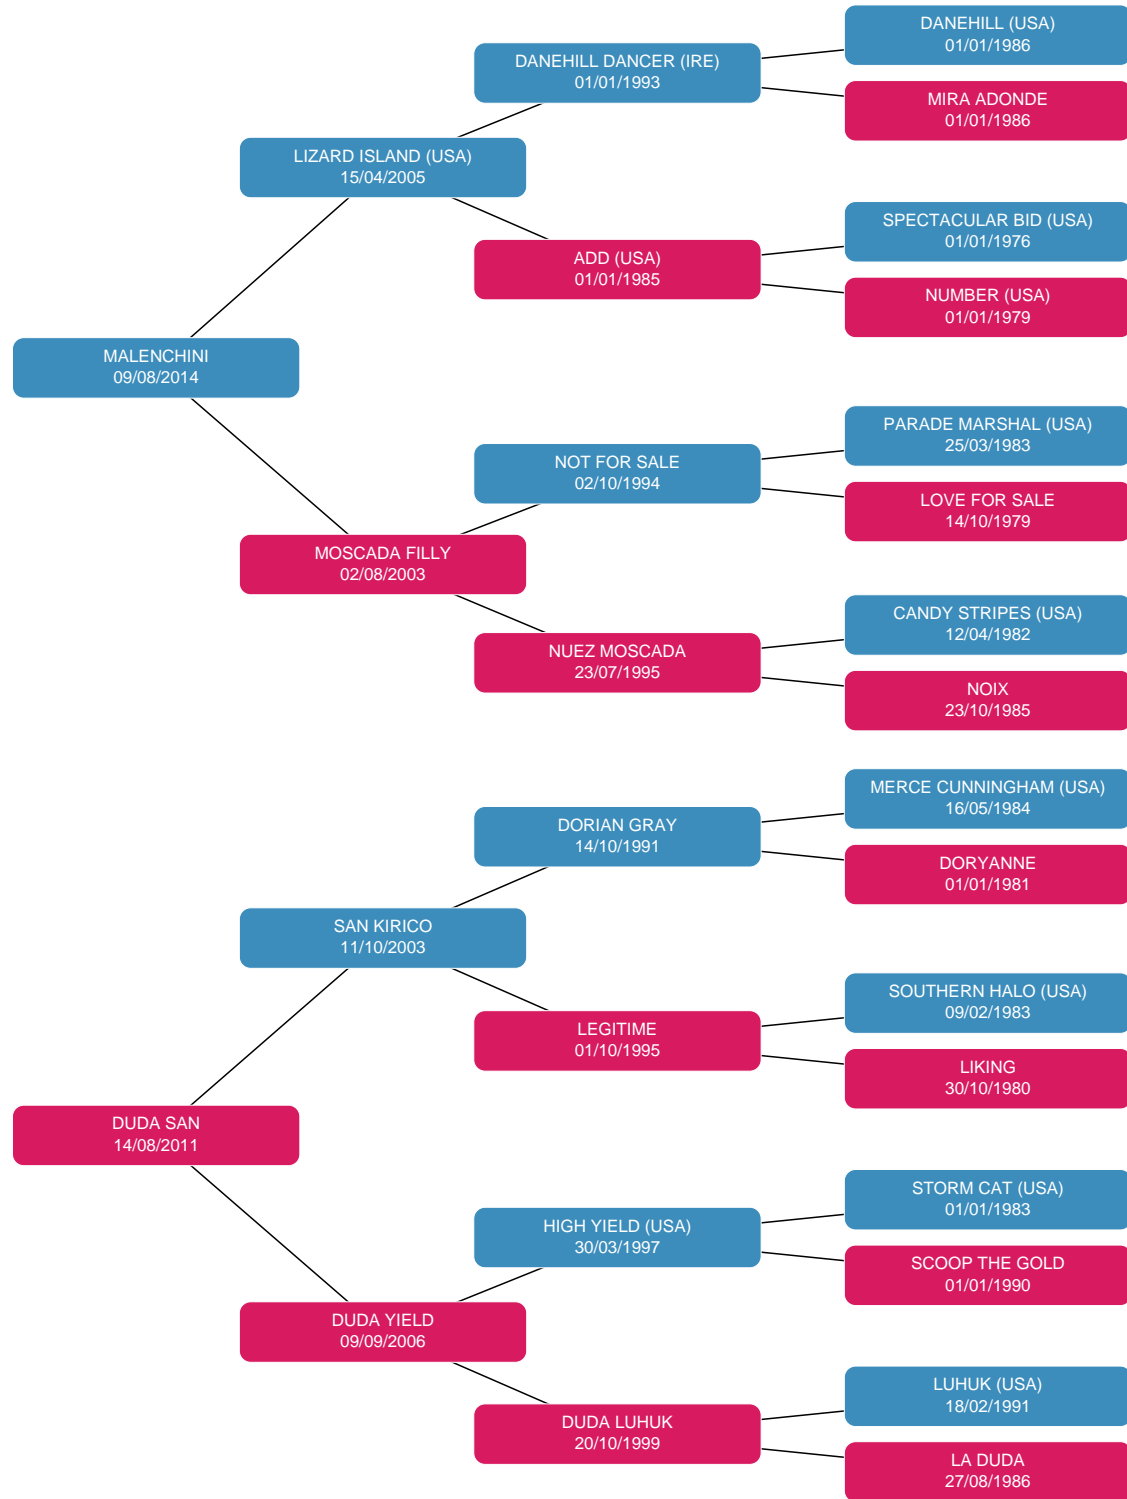 DANEHILL (USA)
01/01/1986
DANEHILL DANCER (IRE)
01/01/1993
MIRA ADONDE
01/01/1986
LIZARD ISLAND (USA)
15/04/2005
SPECTACULAR BID (USA)
01/01/1976
ADD (USA)
01/01/1985
NUMBER (USA)
01/01/1979
MALENCHINI
09/08/2014
PARADE MARSHAL (USA)
25/03/1983
NOT FOR SALE
02/10/1994
LOVE FOR SALE
14/10/1979
MOSCADA FILLY
02/08/2003
CANDY STRIPES (USA)
12/04/1982
NUEZ MOSCADA
23/07/1995
NOIX
23/10/1985
MERCE CUNNINGHAM (USA)
16/05/1984
DORIAN GRAY
14/10/1991
DORYANNE
01/01/1981
SAN KIRICO
11/10/2003
SOUTHERN HALO (USA)
09/02/1983
LEGITIME
01/10/1995
LIKING
30/10/1980
DUDA SAN
14/08/2011
STORM CAT (USA)
01/01/1983
HIGH YIELD (USA)
30/03/1997
SCOOP THE GOLD
01/01/1990
DUDA YIELD
09/09/2006
LUHUK (USA)
18/02/1991
DUDA LUHUK
20/10/1999
LA DUDA
27/08/1986